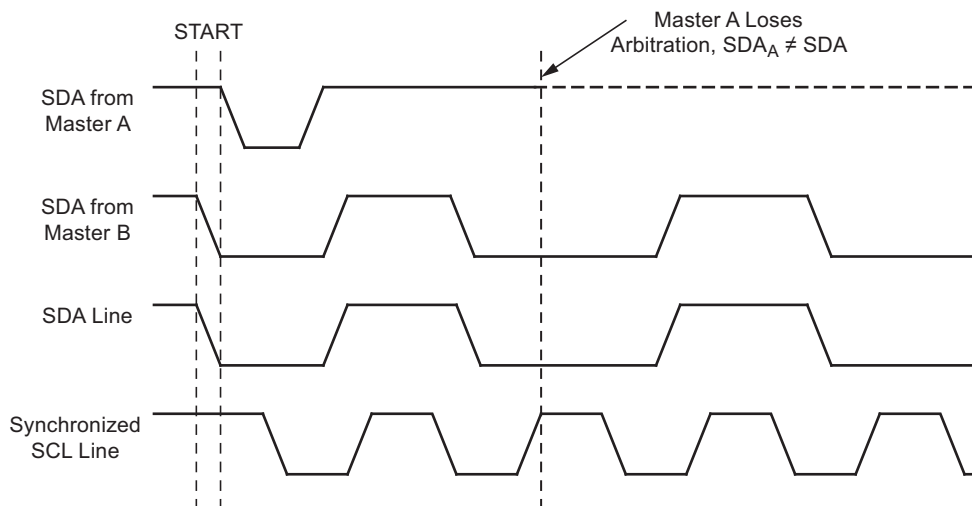 START
Master A Loses
Arbitration, SDA_A ≠ SDA
SDA from
Master A
SDA from
Master B
SDA Line
Synchronized
SCL Line